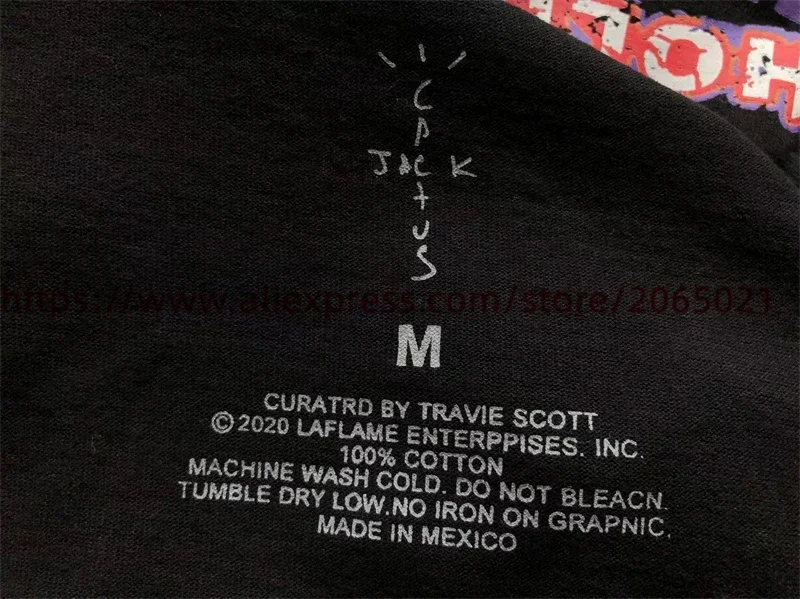 HOUS
C
A
JACK
T
U
S
https://www.aliexpress.com/store/2065021
M
CURATRD BY TRAVIE SCOTT
©2020 LAFLAME ENTERPPISES. INC.
100% COTTON
MACHINE WASH COLD. DO NOT BLEACN.
TUMBLE DRY LOW.NO IRON ON GRAPNIC.
MADE IN MEXICO